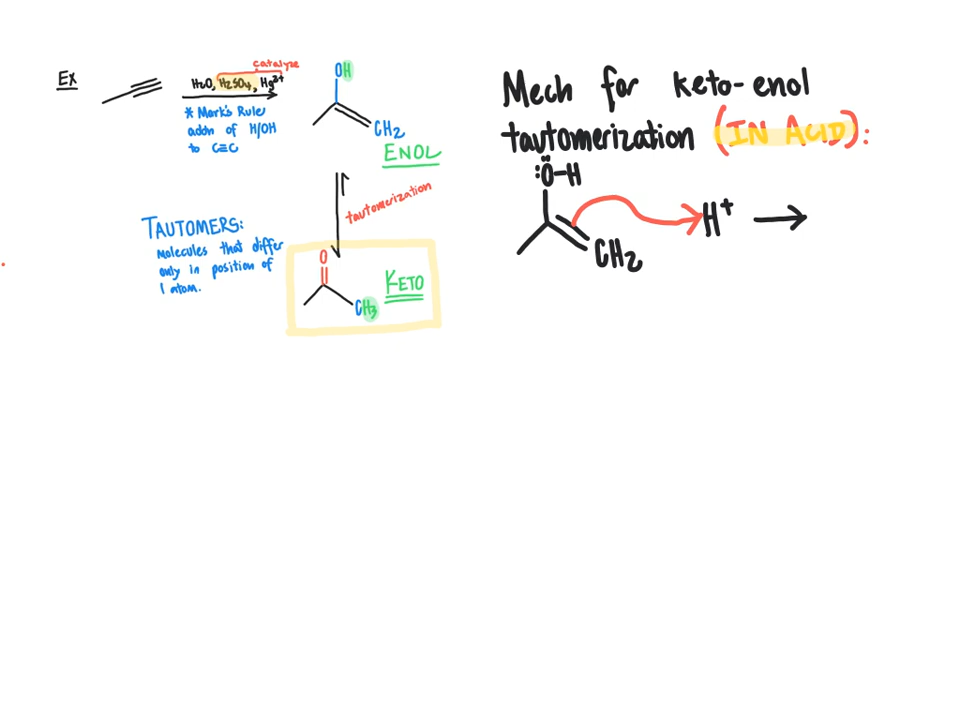 Ex
catalyze
H2O, H2SO4, Hg2+
* Mark's Rule
addn of H/OH
to C≡C
OH
CH2
ENOL
tautomerization
TAUTOMERS:
Molecules that differ
only in position of
1 atom.
O
CH3
KETO
Mech for keto-enol
tautomerization (IN ACID):
:Ö-H
H+
CH2